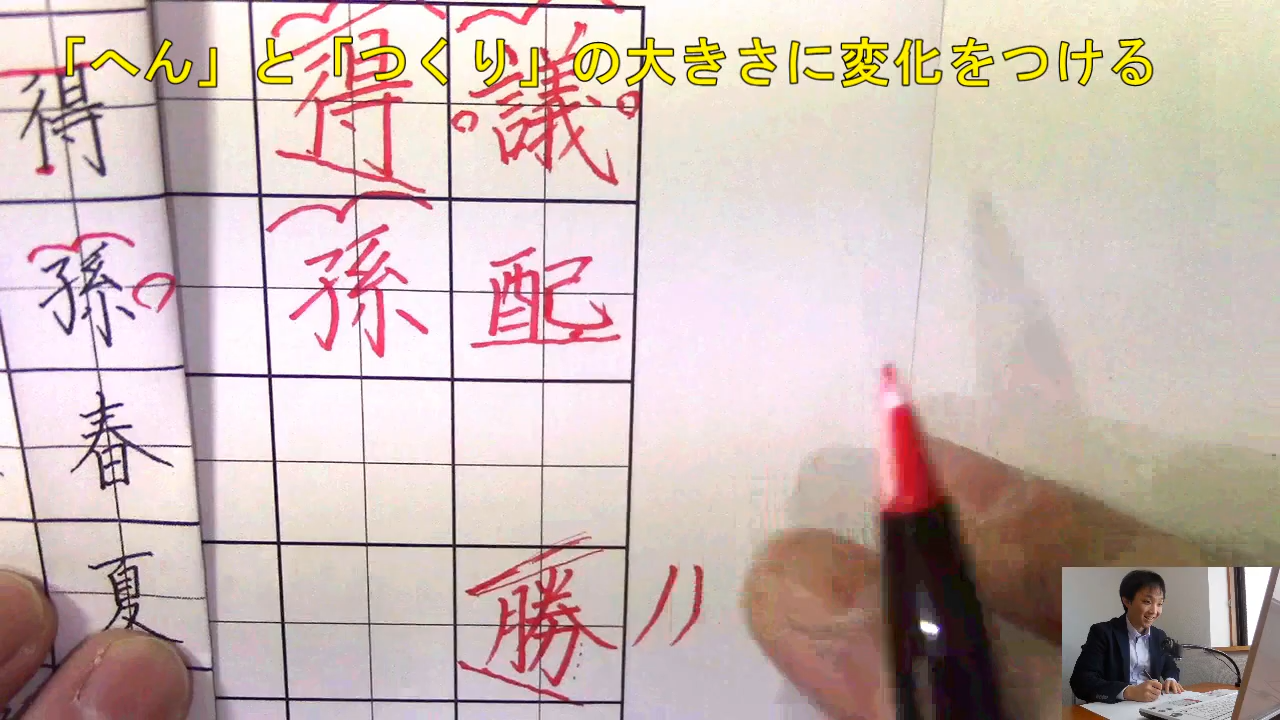 「へん」と「つくり」の大きさに変化をつける
議
配
勝
得
孫
得
孫
春
夏